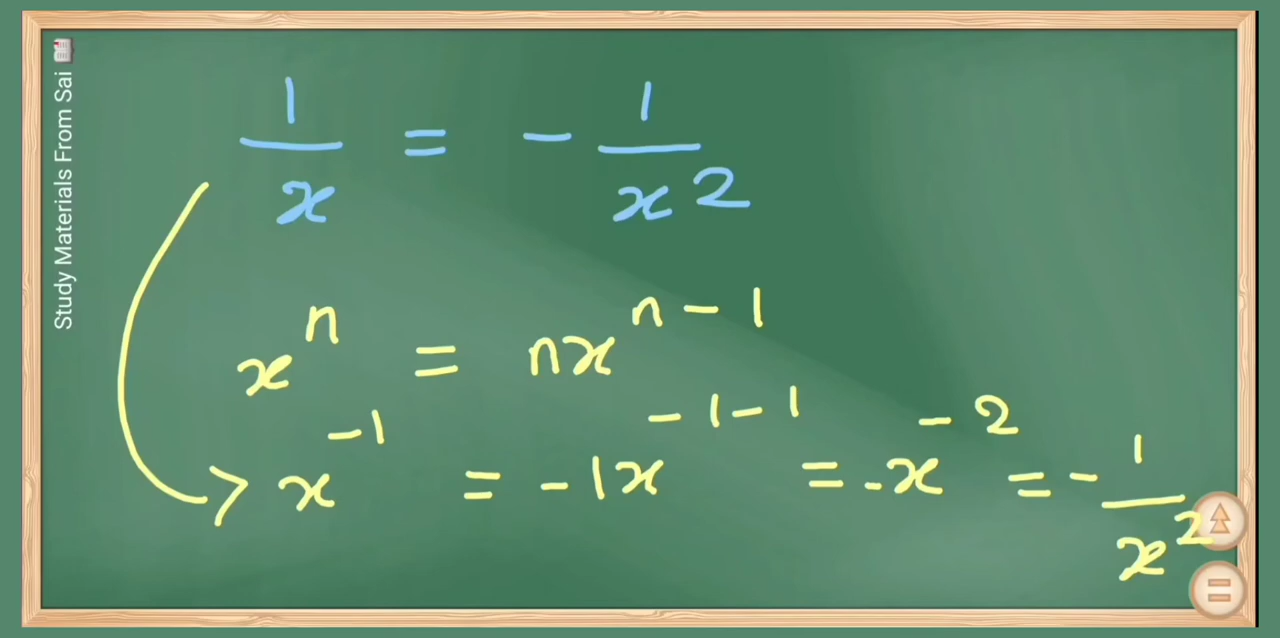 Study Materials From Sai
1/x = - 1/x²
xⁿ = nxⁿ⁻¹
x⁻¹ = -1x⁻¹⁻¹ = -x⁻² = - 1/x²